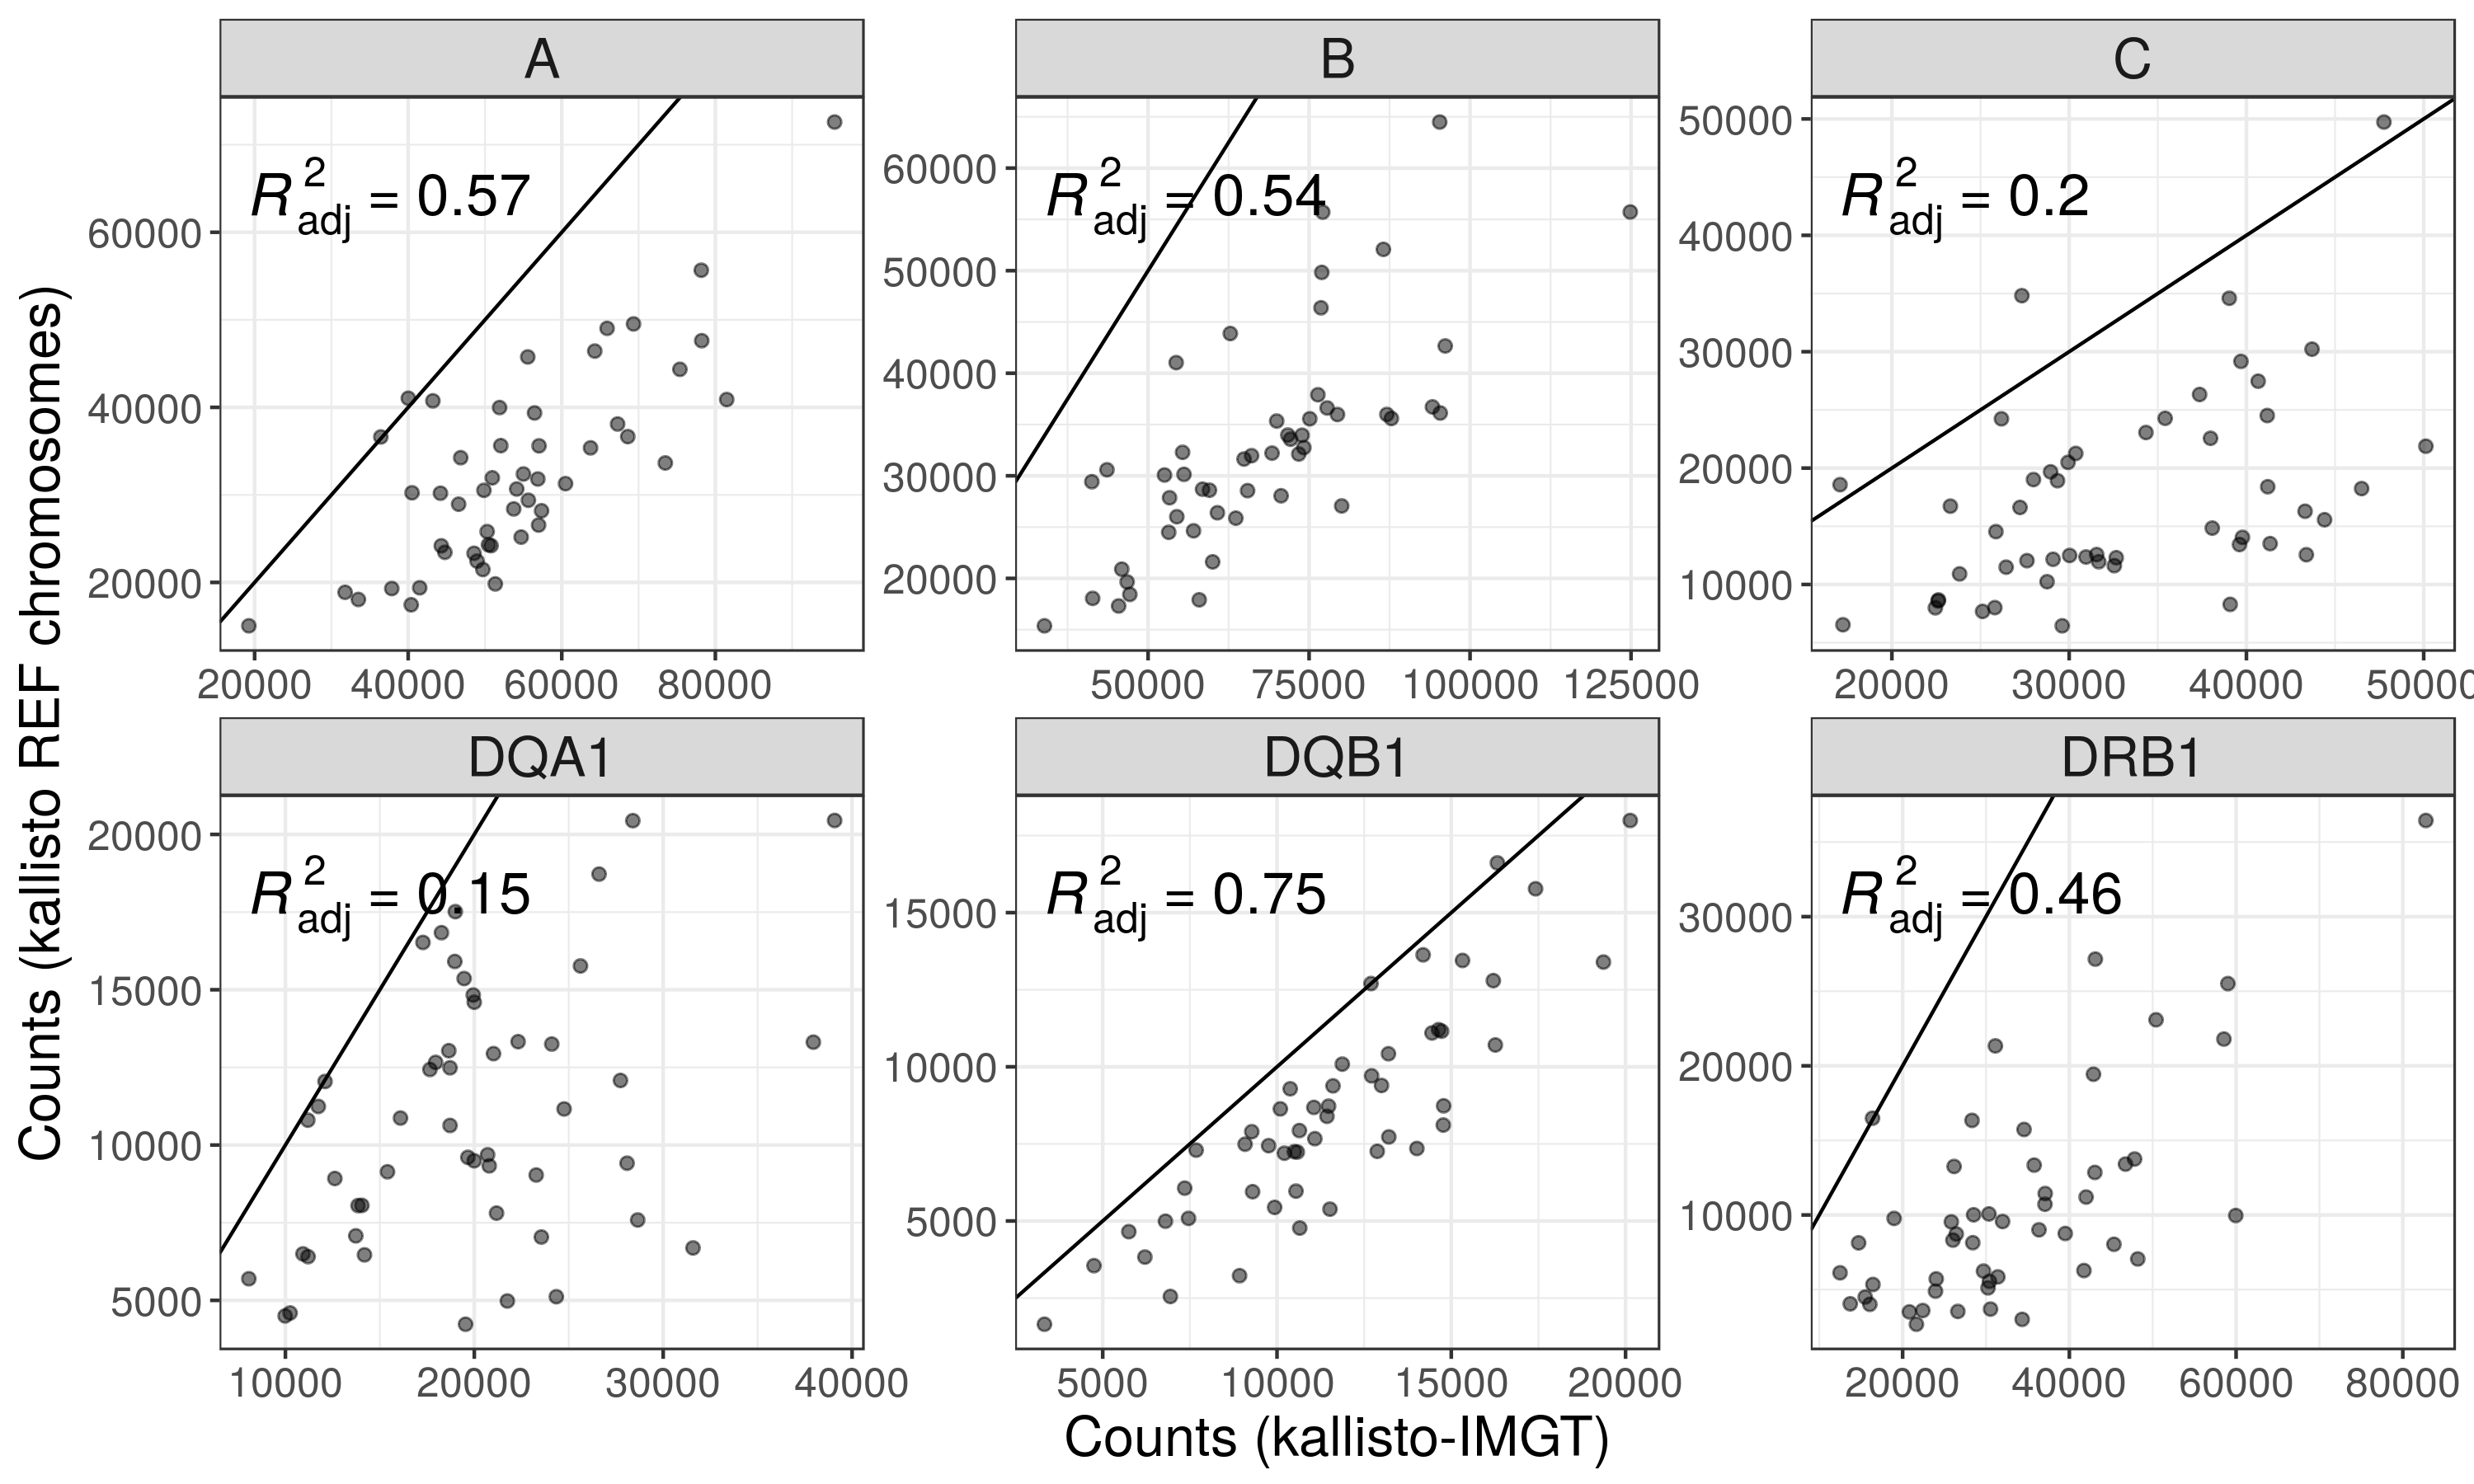 A
B
C
R²adj = 0.57
R²adj = 0.54
R²adj = 0.2
60000
40000
20000
60000
50000
40000
30000
20000
50000
40000
30000
20000
10000
20000 40000 60000 80000
50000 75000 100000 125000
20000 30000 40000 50000
DQA1
DQB1
DRB1
R²adj = 0.15
R²adj = 0.75
R²adj = 0.46
20000
15000
10000
5000
15000
10000
5000
30000
20000
10000
10000 20000 30000 40000
5000 10000 15000 20000
20000 40000 60000 80000
Counts (kallisto REF chromosomes)
Counts (kallisto-IMGT)